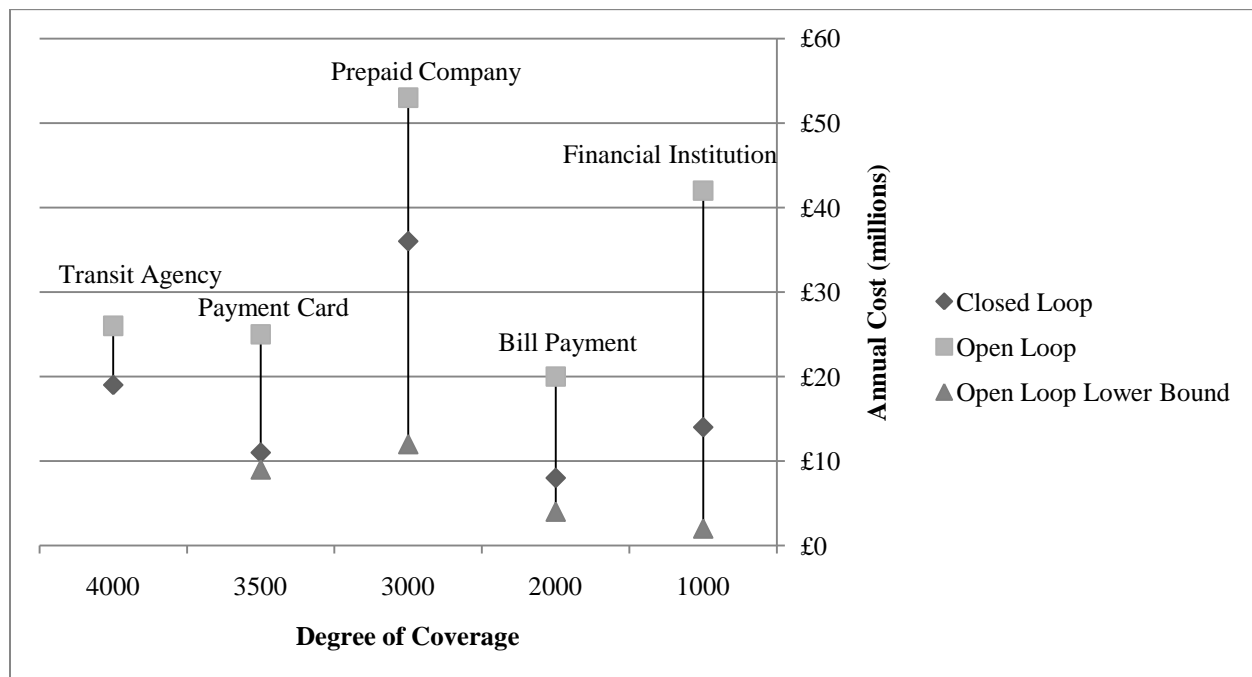 £60
Prepaid Company
£50
Financial Institution
£40
Transit Agency
£30
Payment Card
Bill Payment
£20
£10
£0
Annual Cost (millions)
Closed Loop
Open Loop
Open Loop Lower Bound
4000 3500 3000 2000 1000
Degree of Coverage